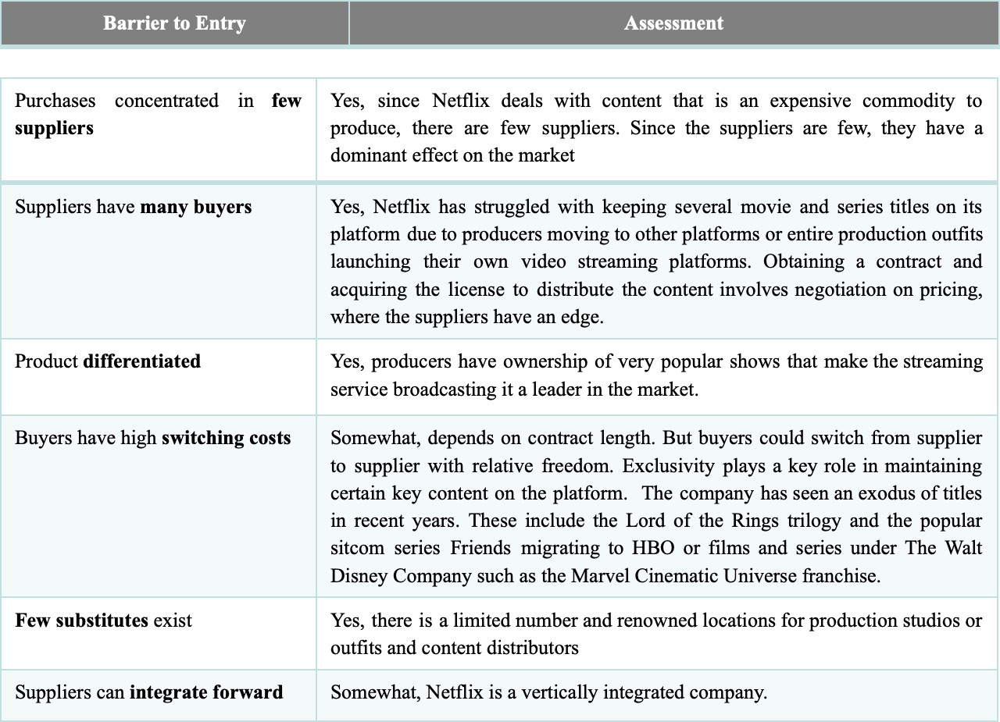 Barrier to Entry
Assessment
Purchases concentrated in few
suppliers
Yes, since Netflix deals with content that is an expensive commodity to
produce, there are few suppliers. Since the suppliers are few, they have a
dominant effect on the market
Suppliers have many buyers
Yes, Netflix has struggled with keeping several movie and series titles on its
platform due to producers moving to other platforms or entire production outfits
launching their own video streaming platforms. Obtaining a contract and
acquiring the license to distribute the content involves negotiation on pricing,
where the suppliers have an edge.
Product differentiated
Yes, producers have ownership of very popular shows that make the streaming
service broadcasting it a leader in the market.
Buyers have high switching costs
Somewhat, depends on contract length. But buyers could switch from supplier
to supplier with relative freedom. Exclusivity plays a key role in maintaining
certain key content on the platform.  The company has seen an exodus of titles
in recent years. These include the Lord of the Rings trilogy and the popular
sitcom series Friends migrating to HBO or films and series under The Walt
Disney Company such as the Marvel Cinematic Universe franchise.
Few substitutes exist
Yes, there is a limited number and renowned locations for production studios or
outfits and content distributors
Suppliers can integrate forward
Somewhat, Netflix is a vertically integrated company.